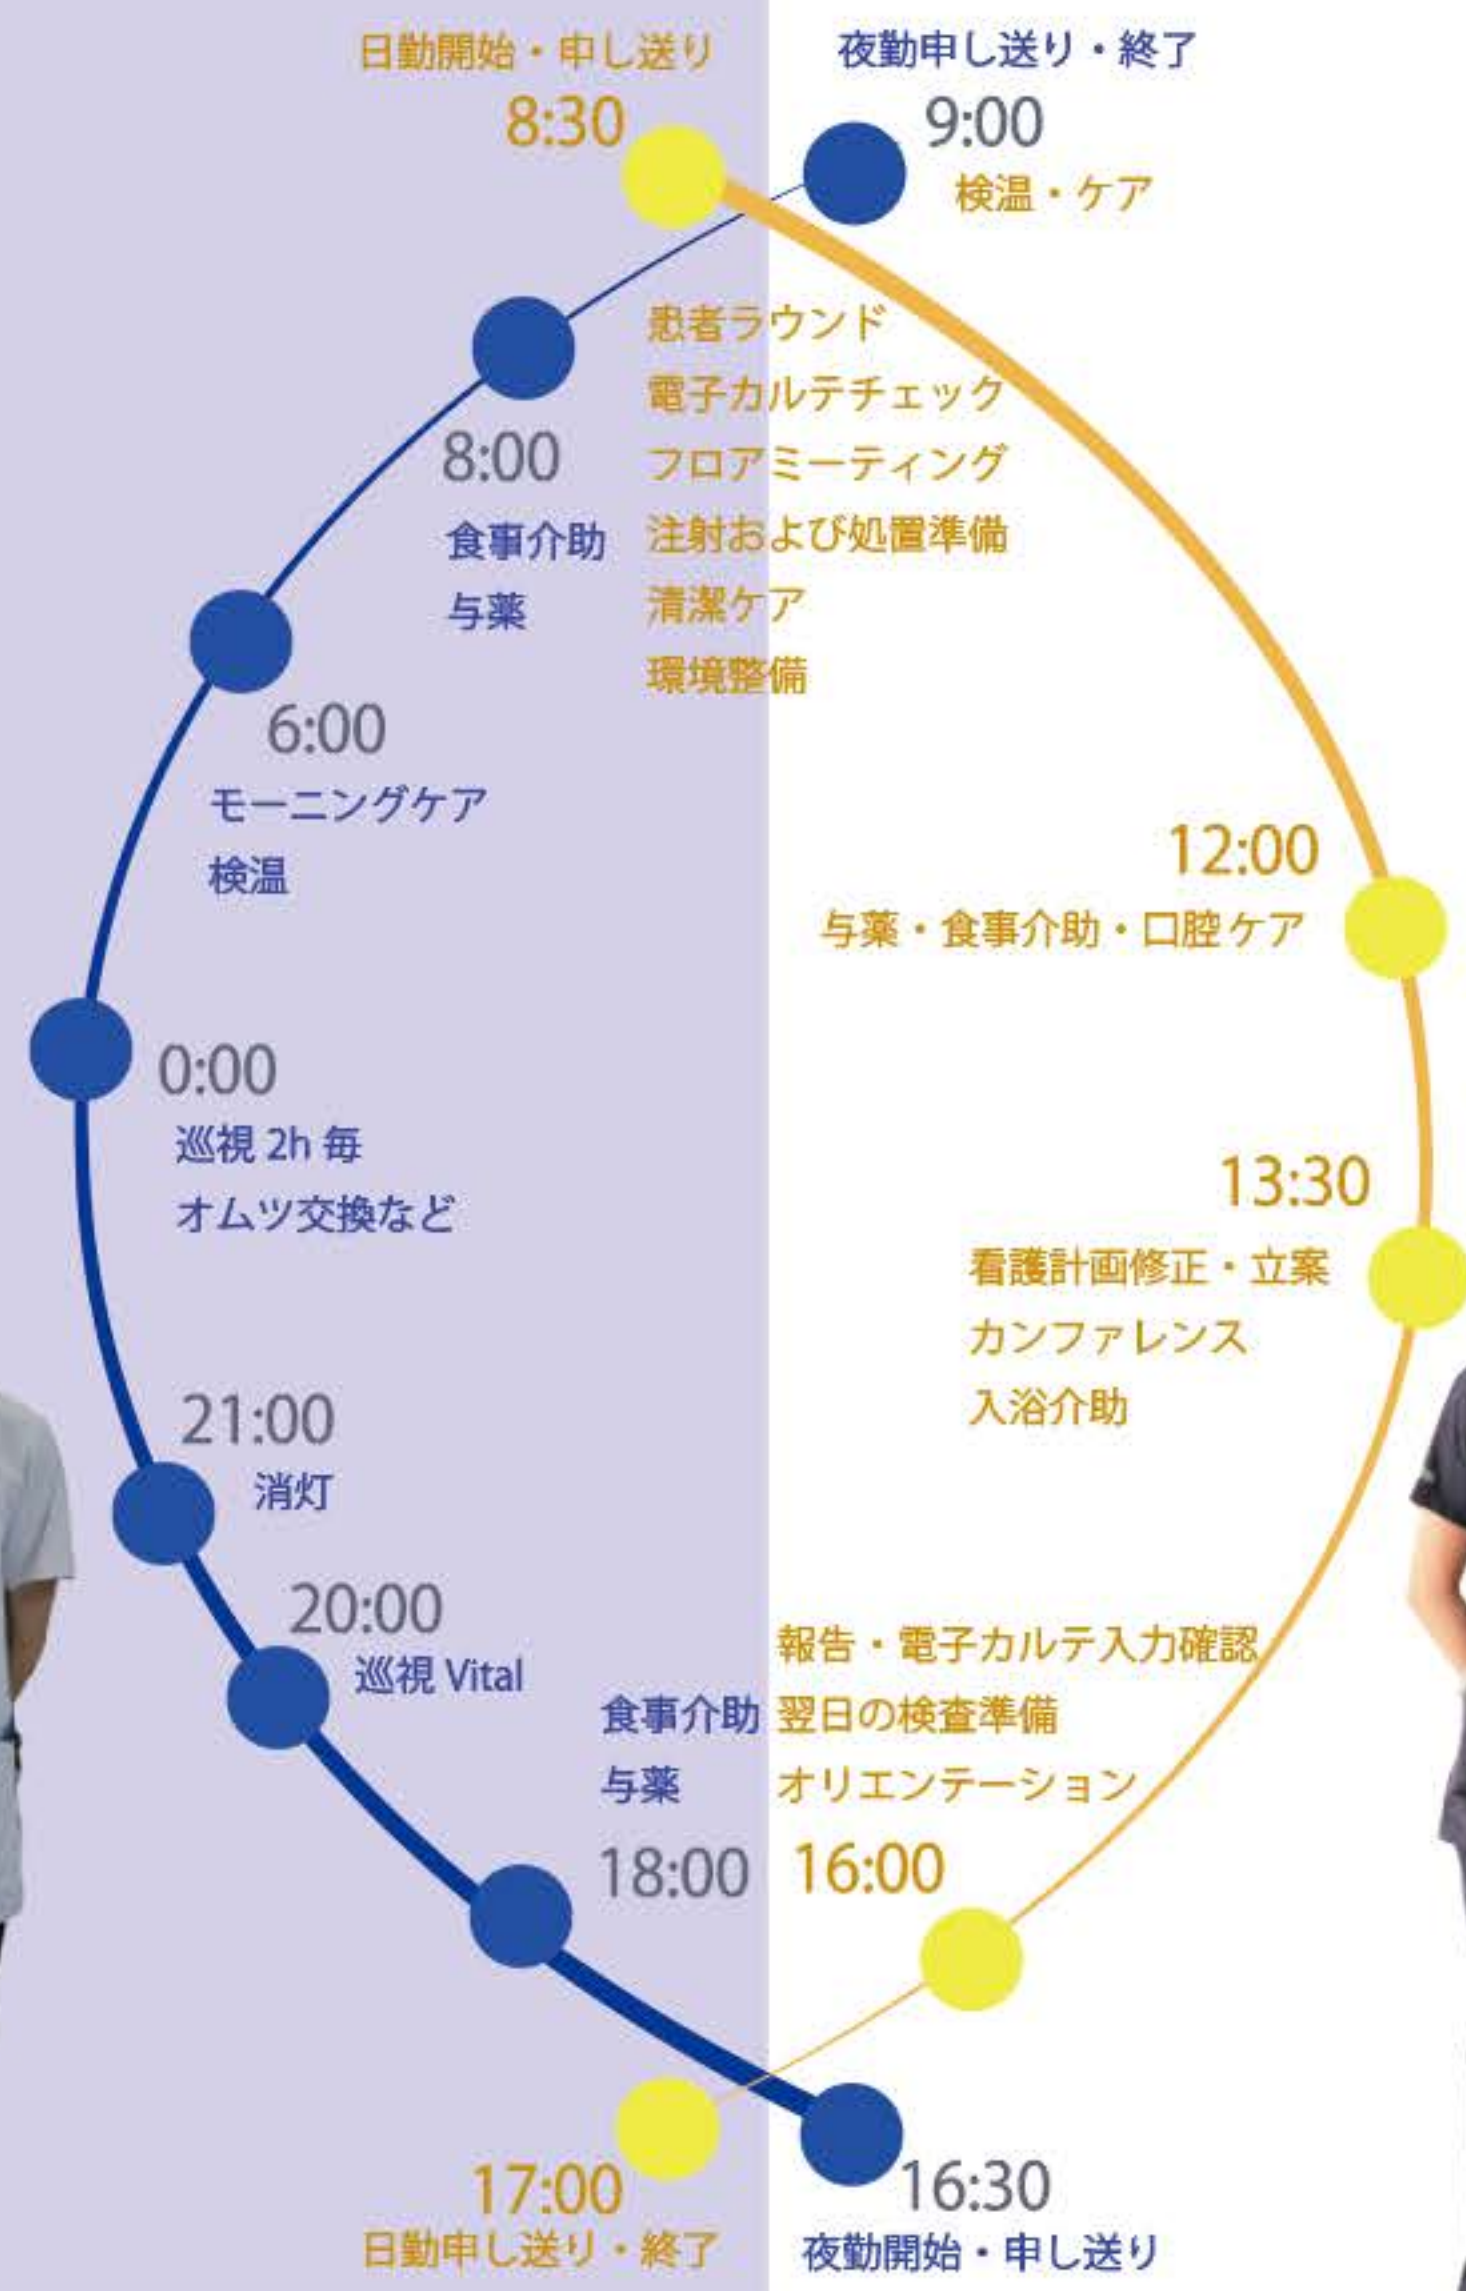 日勤開始・申し送り
8:30
夜勤申し送り・終了
9:00
検温・ケア
患者ラウンド
電子カルテチェック
フロアミーティング
注射および処置準備
清潔ケア
環境整備
8:00
食事介助
与薬
6:00
モーニングケア
検温
12:00
与薬・食事介助・口腔ケア
0:00
巡視 2h 毎
オムツ交換など
13:30
看護計画修正・立案
カンファレンス
入浴介助
21:00
消灯
20:00
巡視 Vital
食事介助
与薬
18:00
報告・電子カルテ入力確認
翌日の検査準備
オリエンテーション
16:00
17:00
日勤申し送り・終了
16:30
夜勤開始・申し送り